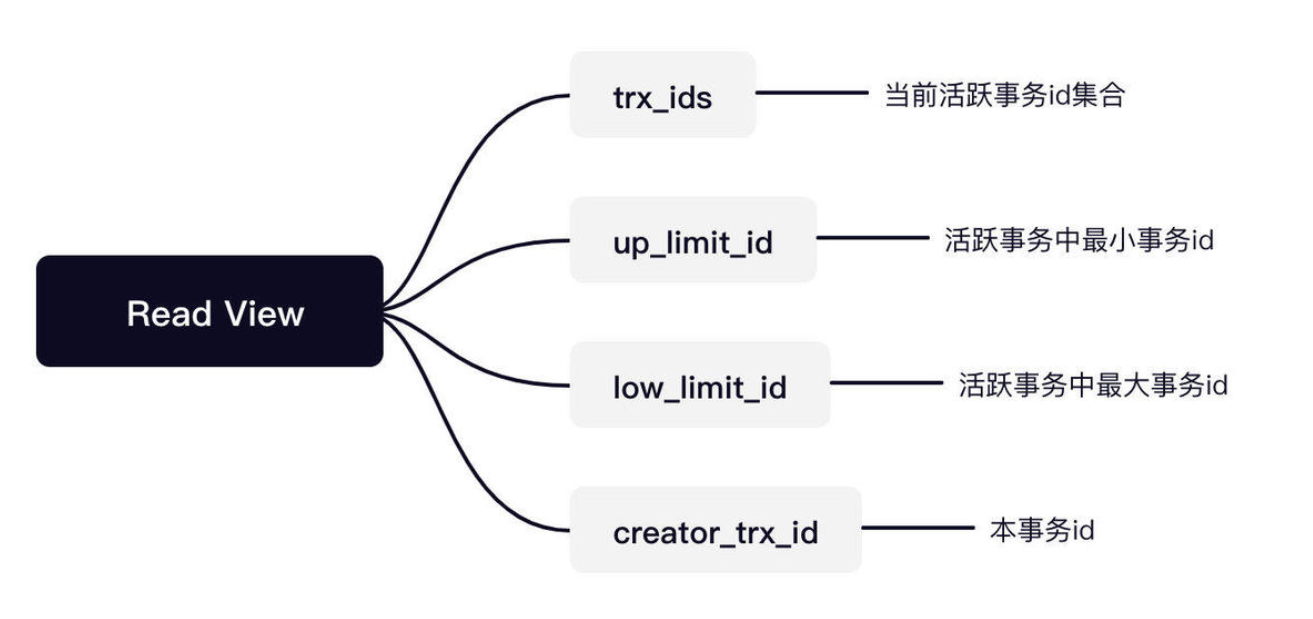 trx_ids
当前活跃事务id集合
up_limit_id
活跃事务中最小事务id
Read View
low_limit_id
活跃事务中最大事务id
creator_trx_id
本事务id